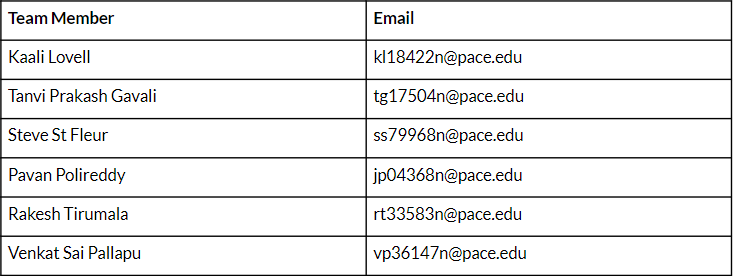 Team Member Email
Kaali Lovell kl18422n@pace.edu
Tanvi Prakash Gavali tg17504n@pace.edu
Steve St Fleur ss79968n@pace.edu
Pavan Polireddy jp04368n@pace.edu
Rakesh Tirumala rt33583n@pace.edu
Venkat Sai Pallapu vp36147n@pace.edu